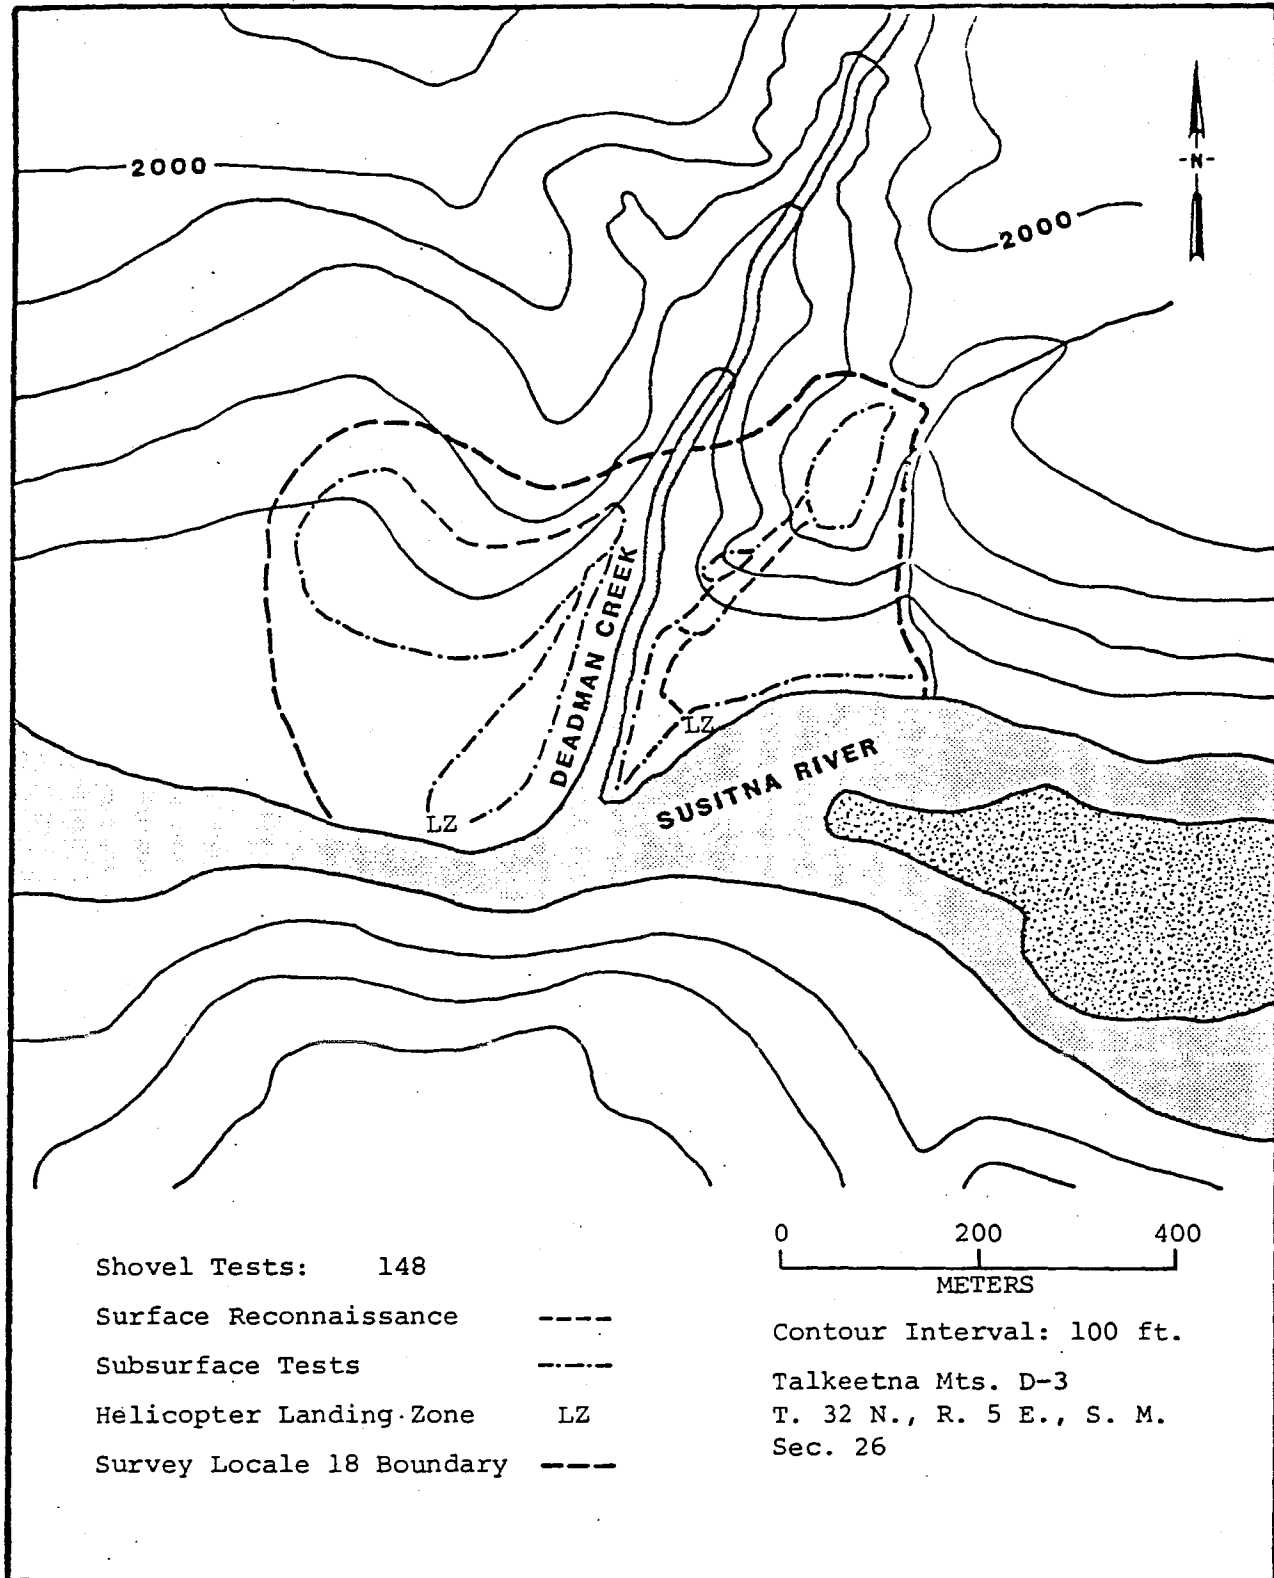 2000
-N-
2000
DEADMAN CREEK
LZ
SUSITNA RIVER
LZ
0 200 400
METERS
Shovel Tests: 148
Surface Reconnaissance
Subsurface Tests
Helicopter Landing Zone LZ
Survey Locale 18 Boundary
Contour Interval: 100 ft.
Talkeetna Mts. D-3
T. 32 N., R. 5 E., S. M.
Sec. 26